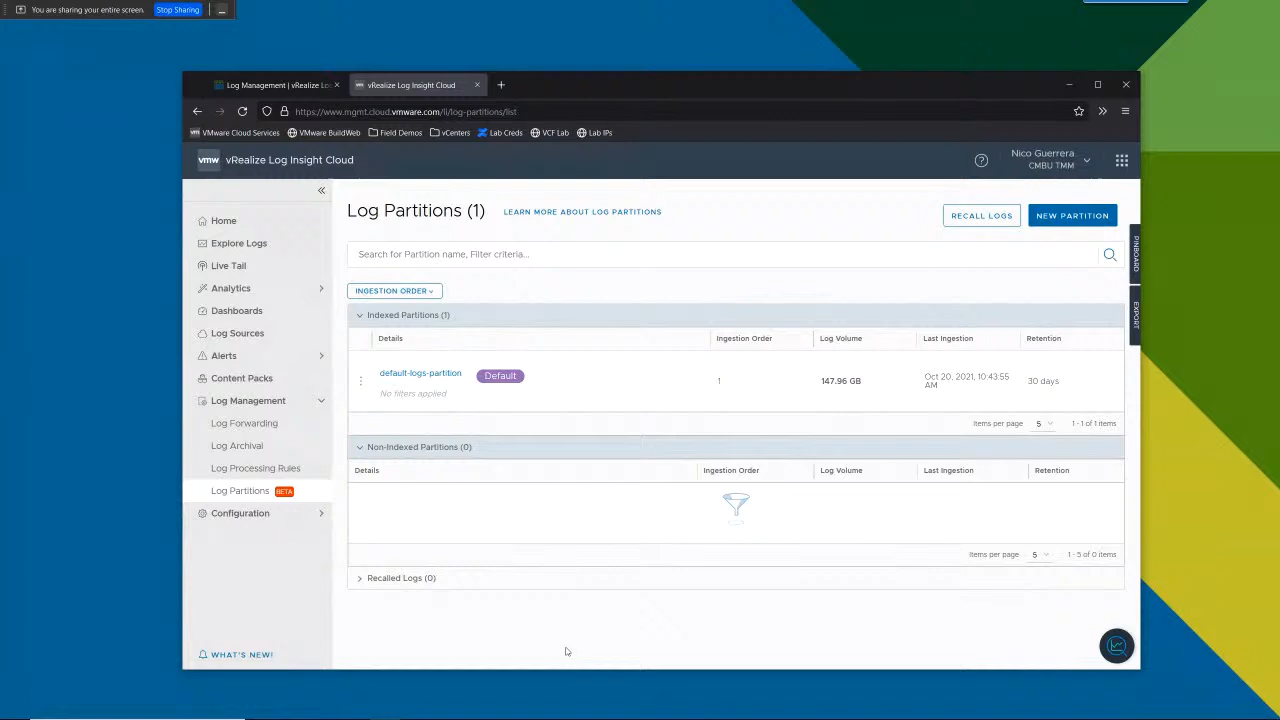 You are sharing your entire screen. Stop Sharing
Log Management | vRealize Lo
vRealize Log Insight Cloud
https://www.mgmt.cloud.vmware.com/li/log-partitions/list
VMware Cloud Services VMware BuildWeb Field Demos vCenters Lab Creds VCF Lab Lab IPs
vmw vRealize Log Insight Cloud
Nico Guerrera
CMBU TMM
Home
Explore Logs
Live Tail
Analytics
Dashboards
Log Sources
Alerts
Content Packs
Log Management
Log Forwarding
Log Archival
Log Processing Rules
Log Partitions BETA
Configuration
WHAT'S NEW!
Log Partitions (1) LEARN MORE ABOUT LOG PARTITIONS
RECALL LOGS NEW PARTITION
Search for Partition name, Filter criteria...
INGESTION ORDER
Indexed Partitions (1)
Details Ingestion Order Log Volume Last Ingestion Retention
default-logs-partition Default 1 147.96 GB Oct 20, 2021, 10:43:55 AM 30 days
No filters applied
Items per page 5 1 - 1 of 1 items
Non-Indexed Partitions (0)
Details Ingestion Order Log Volume Last Ingestion Retention
Items per page 5 1 - 5 of 0 items
Recalled Logs (0)
PINBOARD
EXPORT